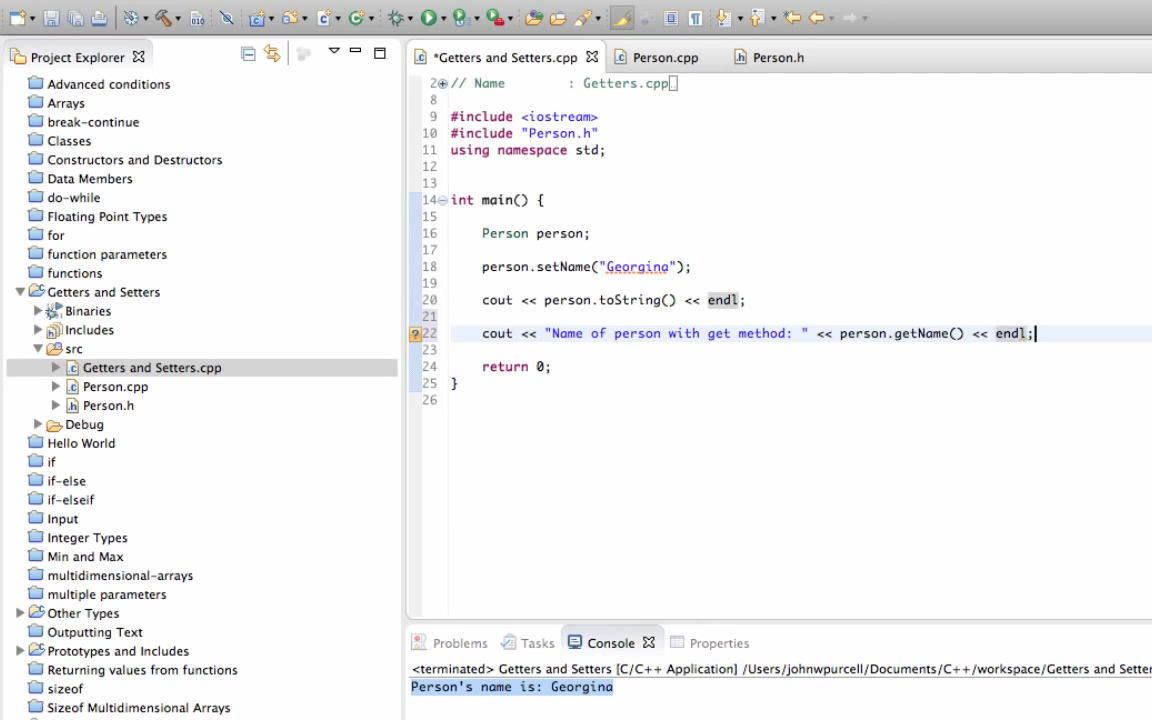 Project Explorer
Advanced conditions
Arrays
break-continue
Classes
Constructors and Destructors
Data Members
do-while
Floating Point Types
for
function parameters
functions
Getters and Setters
Binaries
Includes
src
Getters and Setters.cpp
Person.cpp
Person.h
Debug
Hello World
if
if-else
if-elseif
Input
Integer Types
Min and Max
multidimensional-arrays
multiple parameters
Other Types
Outputting Text
Prototypes and Includes
Returning values from functions
sizeof
Sizeof Multidimensional Arrays
*Getters and Setters.cpp Person.cpp Person.h
2 // Name : Getters.cpp
8
9 #include <iostream>
10 #include "Person.h"
11 using namespace std;
12
13
14 int main() {
15
16 Person person;
17
18 person.setName("Georgina");
19
20 cout << person.toString() << endl;
21
22 cout << "Name of person with get method: " << person.getName() << endl;
23
24 return 0;
25 }
26
Problems Tasks Console Properties
<terminated> Getters and Setters [C/C++ Application] /Users/johnwpurcell/Documents/C++/workspace/Getters and Setter
Person's name is: Georgina